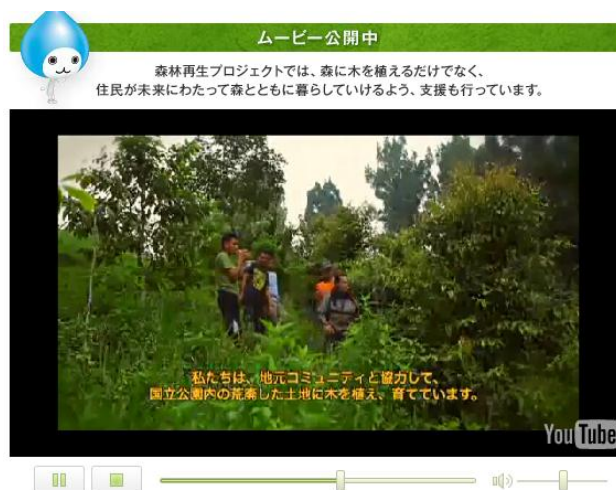 ムービー公開中
森林再生プロジェクトでは、森に木を植えるだけでなく、
住民が未来にわたって森とともに暮らしていけるよう、支援も行っています。
私たちは、地元コミュニティと協力して、
国立公園内の荒廃した土地に木を植え、育てています。
YouTube